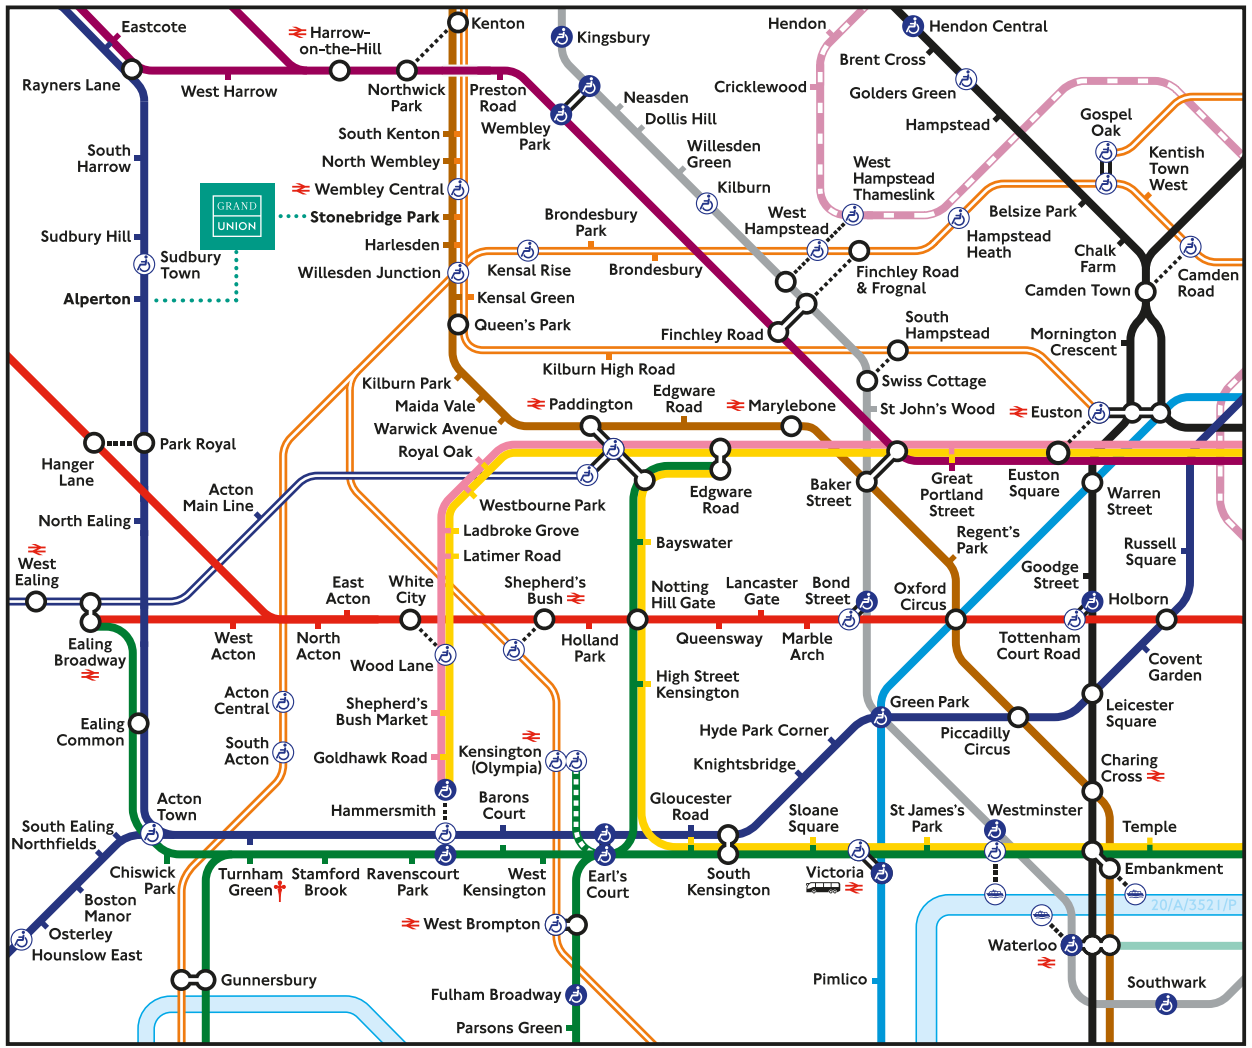 Eastcote
Harrow-
on-the-Hill
Kenton
Kingsbury
Hendon
Hendon Central
Brent Cross
Rayners Lane
West Harrow
Northwick
Park
Preston
Road
Wembley
Park
Neasden
Dollis Hill
Cricklewood
Golders Green
Hampstead
Gospel
Oak
South
Harrow
South Kenton
North Wembley
Wembley Central
Stonebridge Park
Harlesden
Willesden Junction
Willesden
Green
Kilburn
West
Hampstead
Thameslink
West
Hampstead
Kentish
Town
West
Belsize Park
GRAND
UNION
Sudbury Hill
Sudbury
Town
Alperton
Brondesbury
Park
Kensal Rise
Brondesbury
Hampstead
Heath
Chalk
Farm
Camden
Road
Finchley Road
& Frognal
Camden Town
Kensal Green
Queen's Park
Finchley Road
South
Hampstead
Mornington
Crescent
Kilburn High Road
Kilburn Park
Maida Vale
Warwick Avenue
Swiss Cottage
Paddington
Edgware
Road
Marylebone
St John's Wood
Euston
Park Royal
Hanger
Lane
Royal Oak
Westbourne Park
Edgware
Road
Baker
Street
Great
Portland
Street
Euston
Square
Warren
Street
Acton
Main Line
North Ealing
Ladbroke Grove
Latimer Road
Bayswater
Regent's
Park
Russell
Square
West
Ealing
East
Acton
White
City
Shepherd's
Bush
Notting
Hill Gate
Lancaster
Gate
Bond
Street
Oxford
Circus
Goodge
Street
Holborn
Ealing
Broadway
West
Acton
North
Acton
Wood Lane
Holland
Park
Queensway
Marble
Arch
Tottenham
Court Road
Covent
Garden
High Street
Kensington
Acton
Central
Shepherd's
Bush Market
Green Park
Leicester
Square
Ealing
Common
South
Acton
Goldhawk Road
Kensington
(Olympia)
Hyde Park Corner
Piccadilly
Circus
Knightsbridge
Charing
Cross
Acton
Town
Hammersmith
Barons
Court
Gloucester
Road
Sloane
Square
St James's
Park
Westminster
Temple
South Ealing
Northfields
Chiswick
Park
Turnham
Green
Stamford
Brook
Ravenscourt
Park
West
Kensington
Earl's
Court
South
Kensington
Victoria
Embankment
Boston
Manor
Osterley
Hounslow East
West Brompton
20/A/3521/P
Waterloo
Gunnersbury
Fulham Broadway
Pimlico
Southwark
Parsons Green